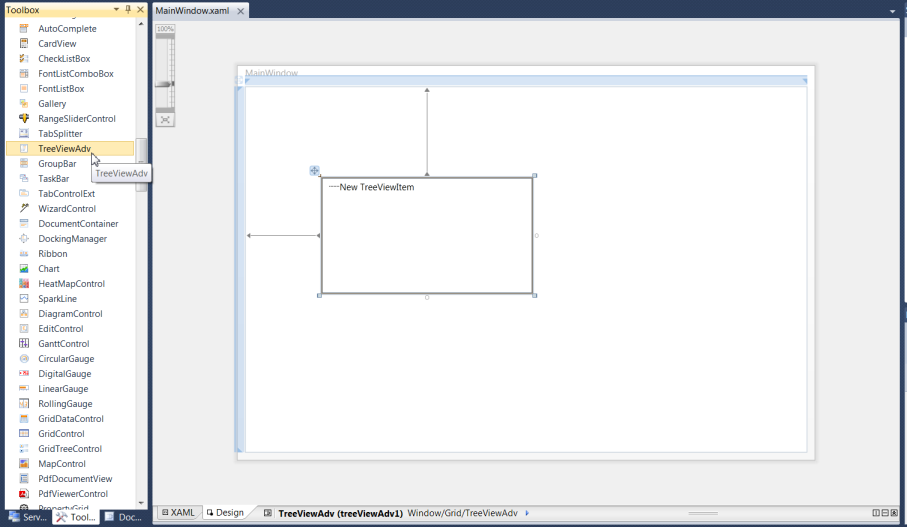 Toolbox
AutoComplete
CardView
CheckListBox
FontListComboBox
FontListBox
Gallery
RangeSliderControl
TabSplitter
TreeViewAdv
GroupBar
TreeViewAdv
TaskBar
TabControlExt
WizardControl
DocumentContainer
DockingManager
Ribbon
Chart
HeatMapControl
SparkLine
DiagramControl
EditControl
GanttControl
CircularGauge
DigitalGauge
LinearGauge
RollingGauge
GridDataControl
GridControl
GridTreeControl
MapControl
PdfDocumentView
PdfViewerControl
PropertyGrid
Serv... Tool... Doc...
MainWindow.xaml
100%
MainWindow
New TreeViewItem
XAML Design TreeViewAdv (treeViewAdv1) Window/Grid/TreeViewAdv